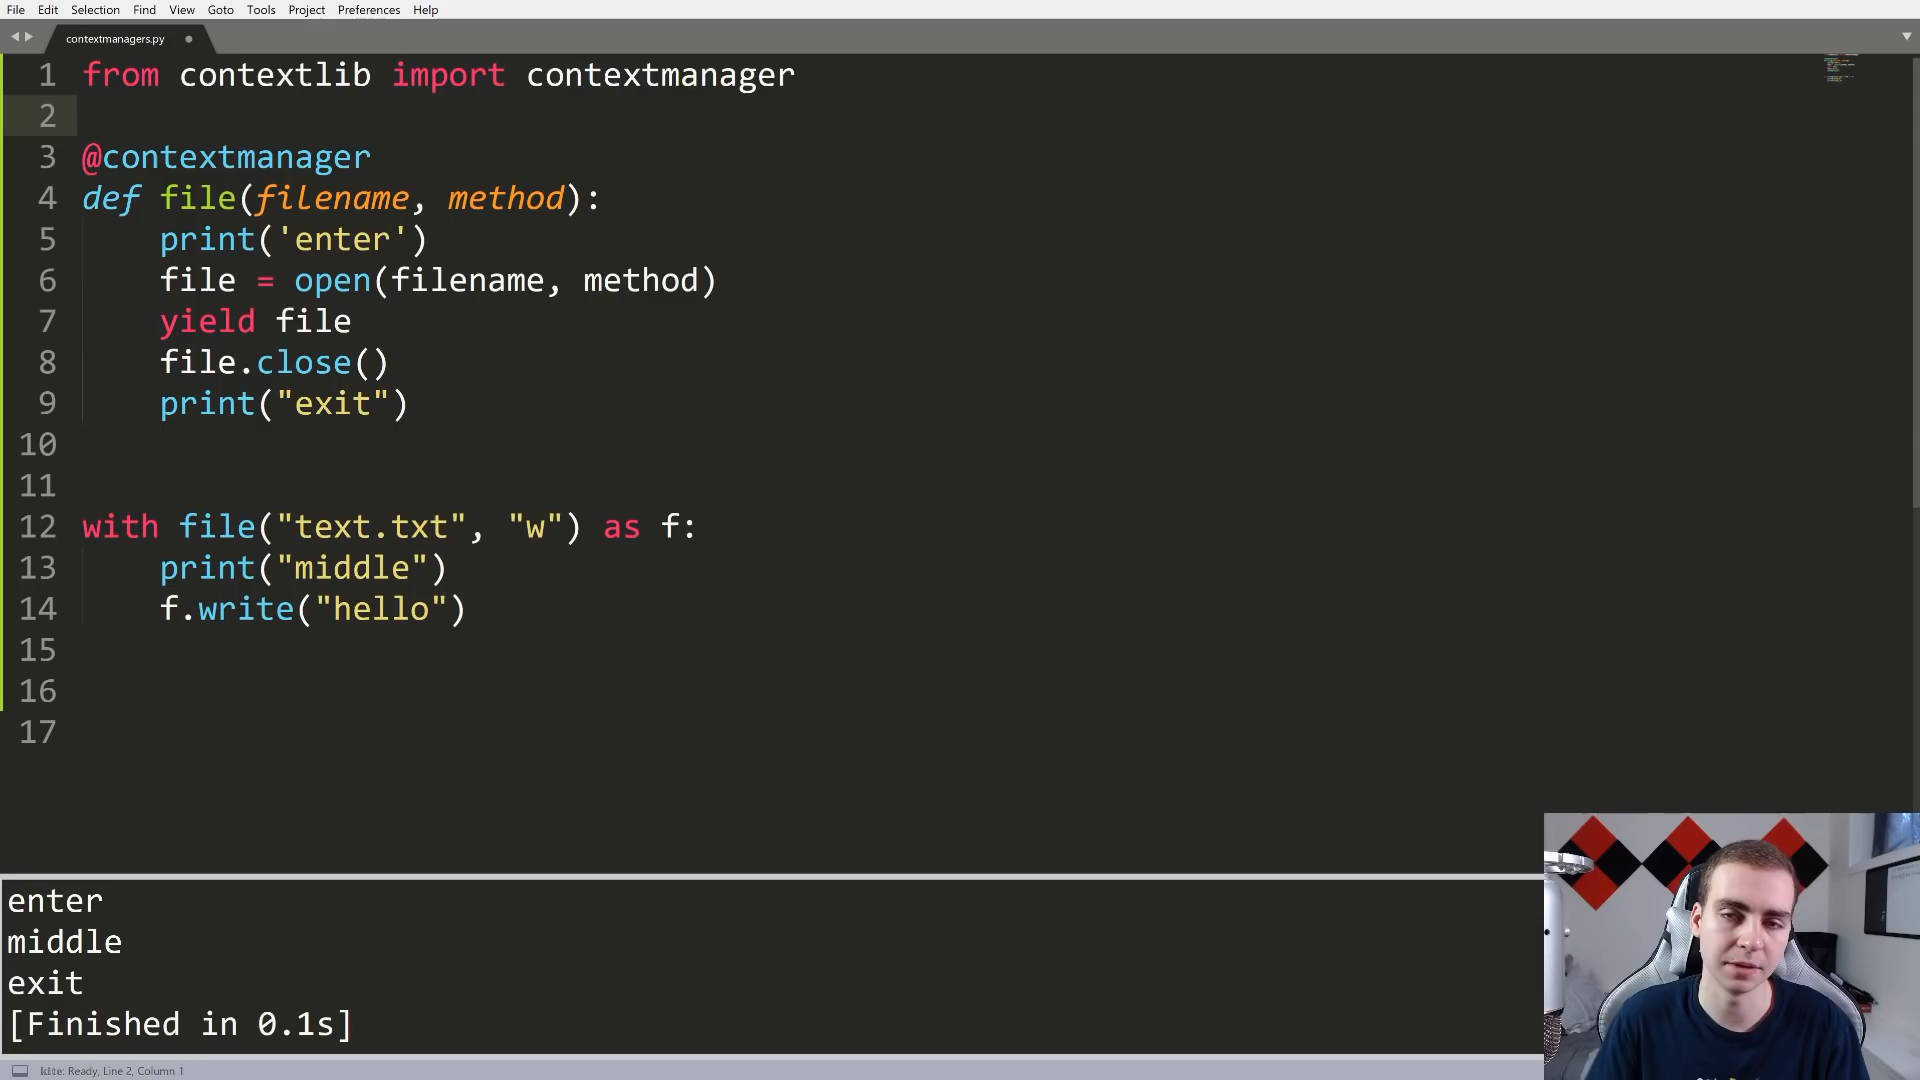 File Edit Selection Find View Goto Tools Project Preferences Help
contextmanagers.py
1 from contextlib import contextmanager
2
3 @contextmanager
4 def file(filename, method):
5     print('enter')
6     file = open(filename, method)
7     yield file
8     file.close()
9     print("exit")
10
11
12 with file("text.txt", "w") as f:
13     print("middle")
14     f.write("hello")
15
16
17
enter
middle
exit
[Finished in 0.1s]
kite: Ready, Line 2, Column 1